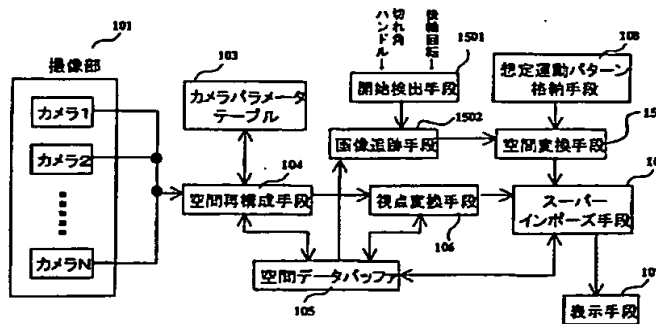 101
撮像部
カメラ1
カメラ2
カメラN
103
カメラパラメータ
テーブル
104
空間再構成手段
空間データバッファ
105
視点変換手段
106
ハンドル
切れ角
後輪回転
1501
開始検出手段
1502
画像追跡手段
108
想定運動パターン
格納手段
空間変換手段
スーパー
インポーズ手段
表示手段